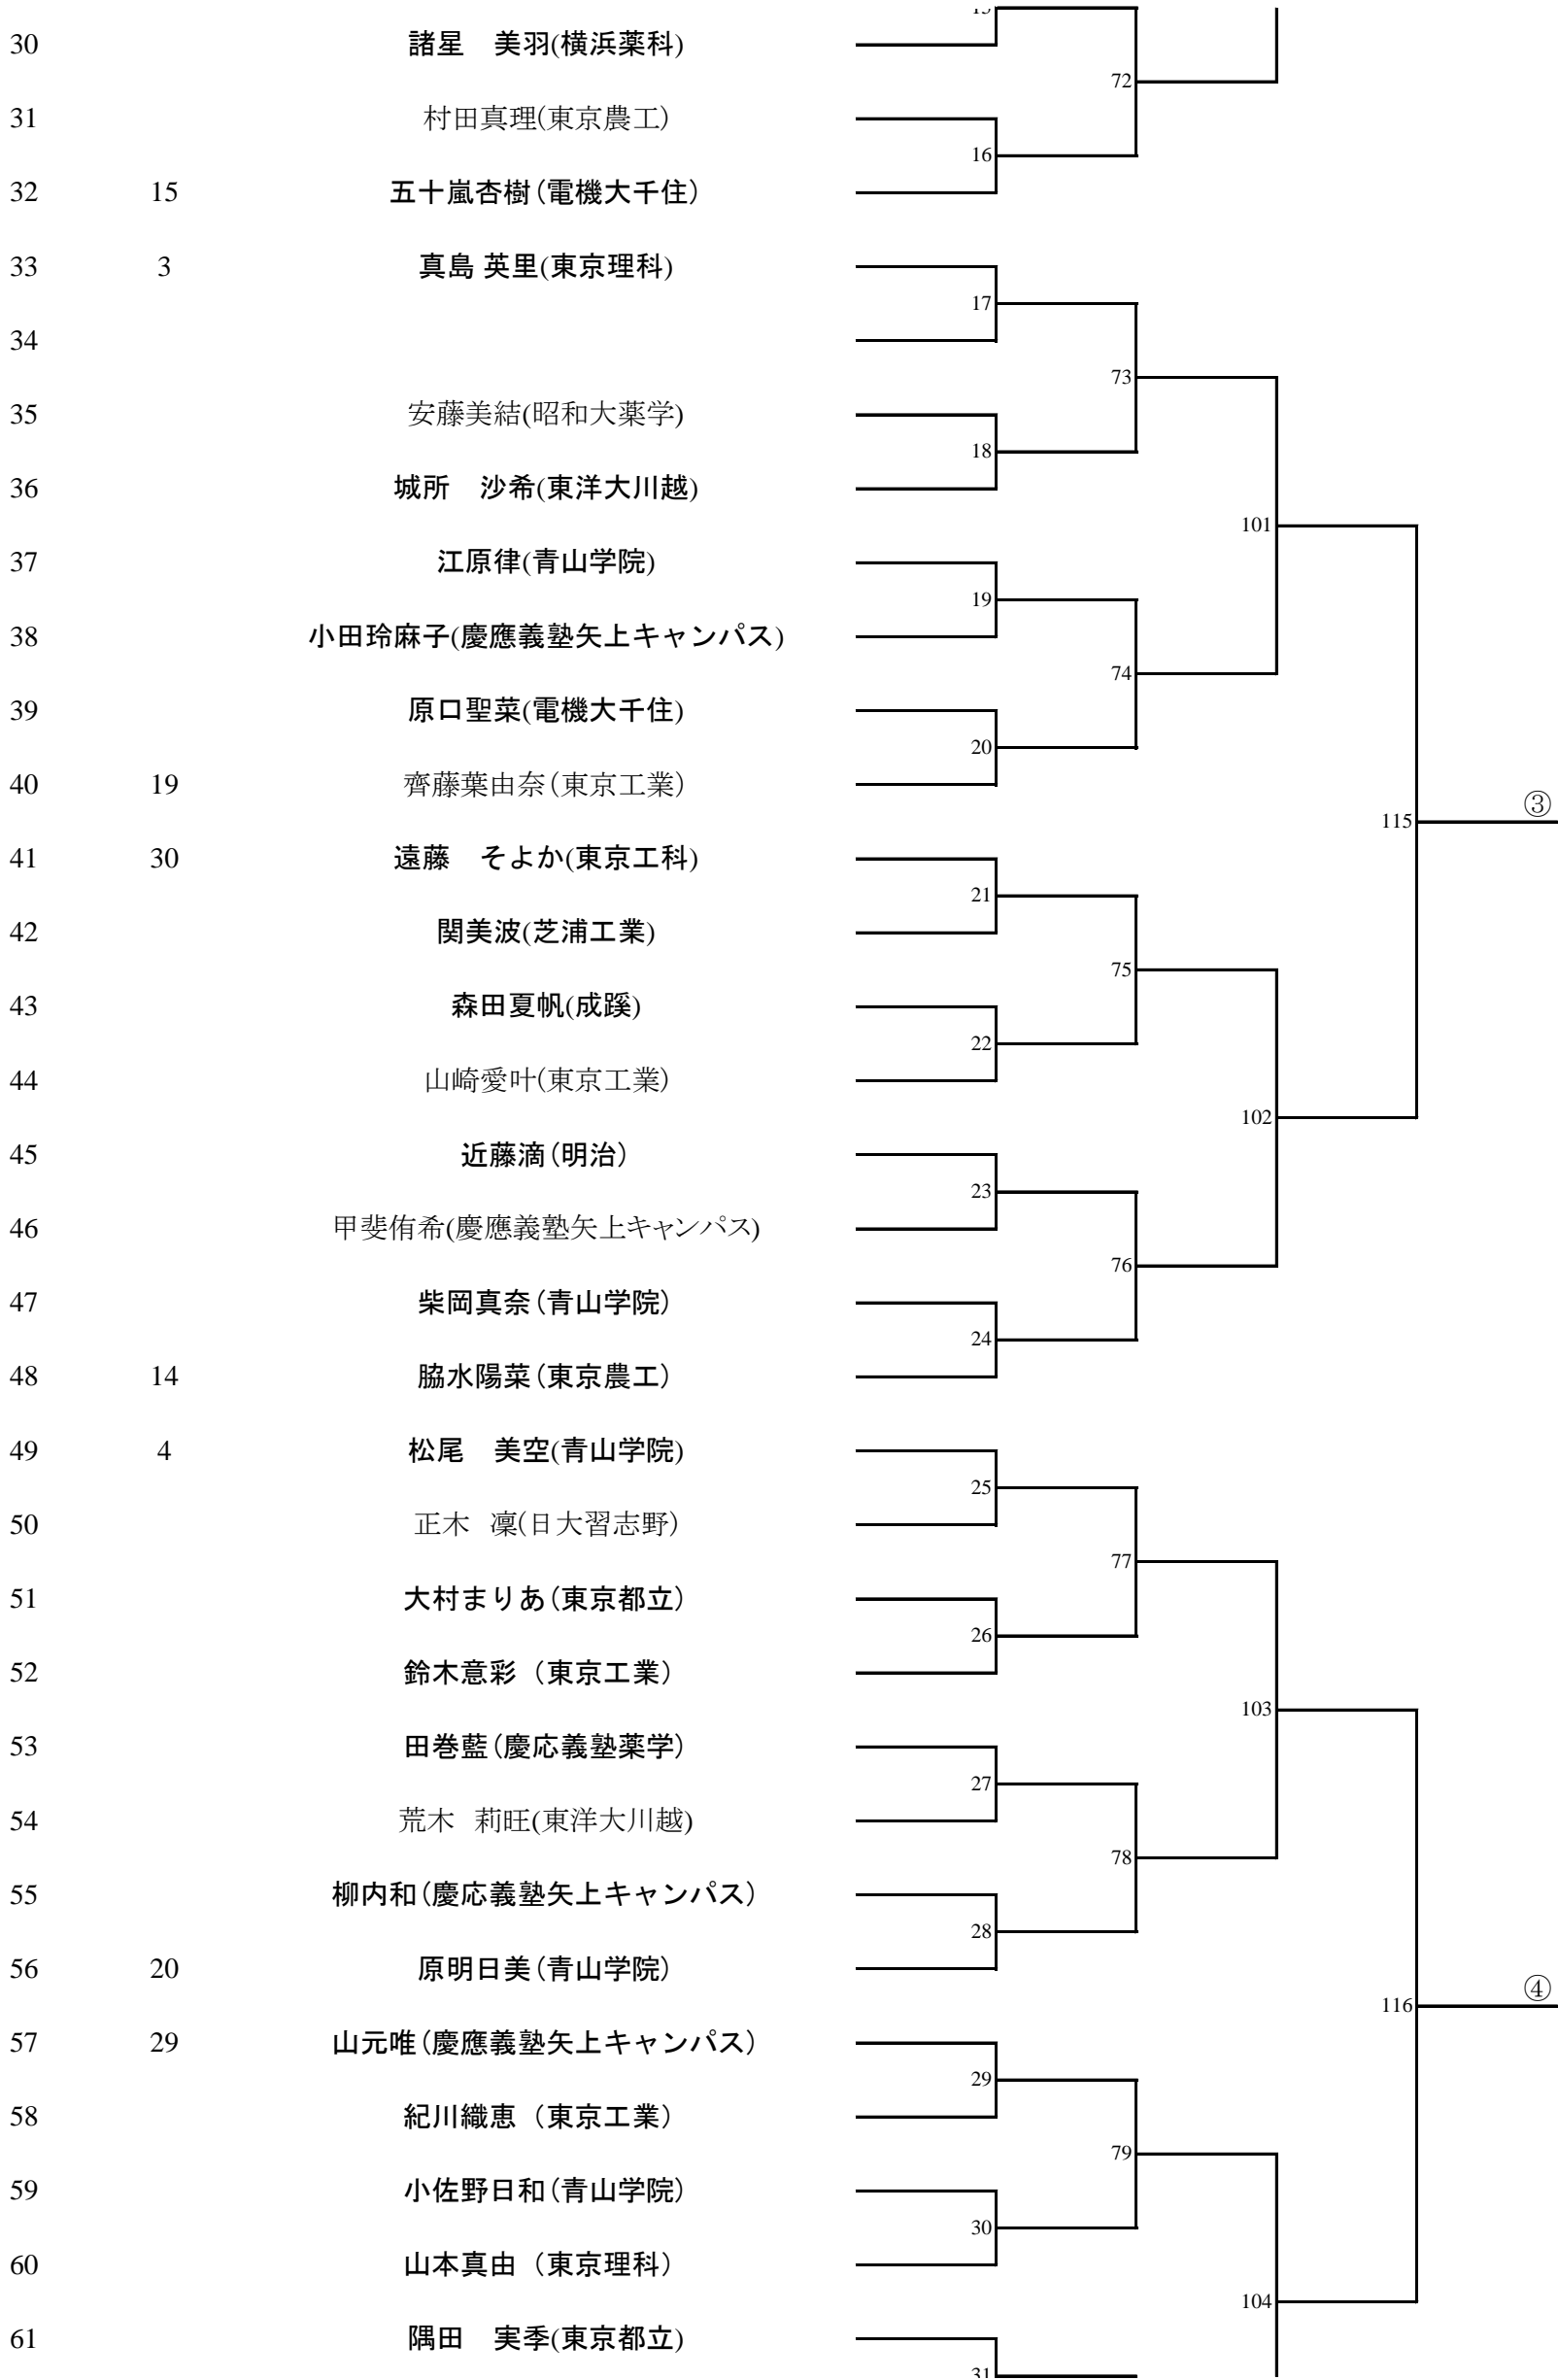 15
30 諸星　美羽(横浜薬科)
72
31 村田真理(東京農工)
16
32 15 五十嵐杏樹(電機大千住)
33 3 真島 英里(東京理科)
17
34
73
35 安藤美結(昭和大薬学)
18
36 城所　沙希(東洋大川越)
101
37 江原律(青山学院)
19
38 小田玲麻子(慶應義塾矢上キャンパス)
74
39 原口聖菜(電機大千住)
20
40 19 齊藤葉由奈(東京工業)
115 ③
41 30 遠藤　そよか(東京工科)
21
42 関美波(芝浦工業)
75
43 森田夏帆(成蹊)
22
44 山崎愛叶(東京工業)
102
45 近藤滴(明治)
23
46 甲斐侑希(慶應義塾矢上キャンパス)
76
47 柴岡真奈(青山学院)
24
48 14 脇水陽菜(東京農工)
49 4 松尾　美空(青山学院)
25
50 正木 凜(日大習志野)
77
51 大村まりあ(東京都立)
26
52 鈴木意彩（東京工業)
103
53 田巻藍(慶応義塾薬学)
27
54 荒木 莉旺(東洋大川越)
78
55 柳内和(慶応義塾矢上キャンパス)
28
56 20 原明日美(青山学院)
116 ④
57 29 山元唯(慶應義塾矢上キャンパス)
29
58 紀川織恵（東京工業)
79
59 小佐野日和(青山学院)
30
60 山本真由（東京理科)
104
61 隅田　実季(東京都立)
31